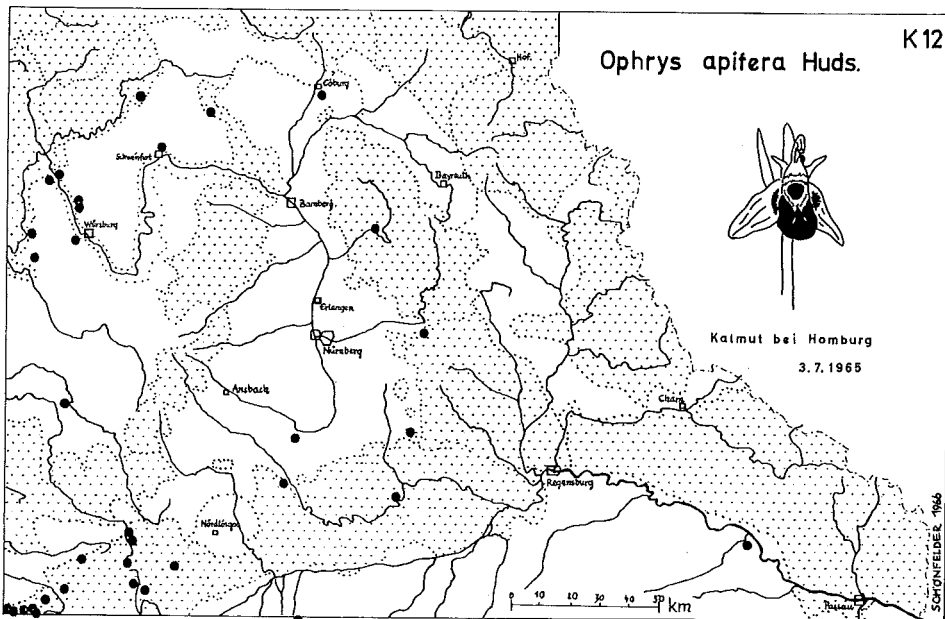 K12
Ophrys apifera Huds.
Hof.
Coburg
Schweinfurt
Bayreuth
Bamberg
Würzburg
Erlangen
Nürnberg
Kalmut bei Homburg
3.7.1965
Ansbach
Cham
Regensburg
Nördlingen
0 10 20 30 40 50 km
Passau
SCHÖNFELDER 1966